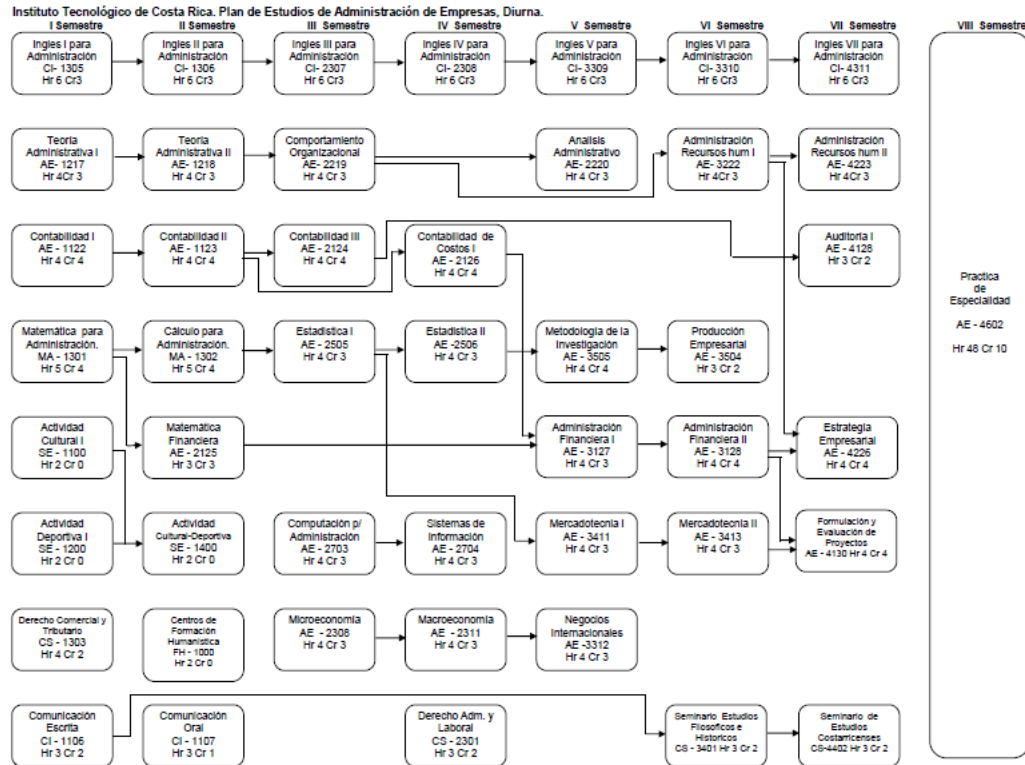 Instituto Tecnológico de Costa Rica. Plan de Estudios de Administración de Empresas, Diurna.
I Semestre
II Semestre
III Semestre
IV Semestre
V Semestre
VI Semestre
VII Semestre
VIII Semestre
Ingles I para
Administración
CI- 1305
Hr 6 Cr3
Ingles II para
Administración
CI- 1306
Hr 6 Cr3
Ingles III para
Administración
CI- 2307
Hr 6 Cr3
Ingles IV para
Administración
CI- 2308
Hr 6 Cr3
Ingles V para
Administración
CI- 3309
Hr 6 Cr3
Ingles VI para
Administración
CI- 3310
Hr 6 Cr3
Ingles VII para
Administración
CI- 4311
Hr 6 Cr3
Teoría
Administrativa I
AE- 1217
Hr 4Cr 3
Teoría
Administrativa II
AE- 1218
Hr 4 Cr 3
Comportamiento
Organizacional
AE- 2219
Hr 4 Cr 3
Analisis
Administrativo
AE- 2220
Hr 4 Cr 3
Administración
Recursos hum I
AE- 3222
Hr 4Cr 3
Administración
Recursos hum II
AE- 4223
Hr 4Cr 3
Contabilidad I
AE - 1122
Hr 4 Cr 4
Contabilidad II
AE - 1123
Hr 4 Cr 4
Contabilidad III
AE - 2124
Hr 4 Cr 4
Contabilidad de
Costos I
AE - 2126
Hr 4 Cr 4
Auditoria I
AE - 4128
Hr 3 Cr 2
Practica
de
Especialidad
AE - 4602
Hr 48 Cr 10
Matemática para
Administración.
MA - 1301
Hr 5 Cr 4
Cálculo para
Administración.
MA - 1302
Hr 5 Cr 4
Estadistica I
AE - 2505
Hr 4 Cr 3
Estadistica II
AE -2506
Hr 4 Cr 3
Metodología de la
Investigación
AE - 3505
Hr 4 Cr 4
Producción
Empresarial
AE - 3504
Hr 3 Cr 2
Actividad
Cultural I
SE - 1100
Hr 2 Cr 0
Matemática
Financiera
AE - 2125
Hr 3 Cr 3
Administración
Financiera I
AE - 3127
Hr 4 Cr 3
Administración
Financiera II
AE - 3128
Hr 4 Cr 4
Estrategia
Empresarial
AE - 4226
Hr 4 Cr 4
Actividad
Deportiva I
SE - 1200
Hr 2 Cr 0
Actividad
Cultural-Deportiva
SE - 1400
Hr 2 Cr 0
Computación p/
Administración
AE - 2703
Hr 4 Cr 3
Sistemas de
Información
AE - 2704
Hr 4 Cr 3
Mercadotecnia I
AE - 3411
Hr 4 Cr 3
Mercadotecnia II
AE - 3413
Hr 4 Cr 3
Formulación y
Evaluación de
Proyectos
AE - 4130 Hr 4 Cr 4
Derecho Comercial y
Tributario
CS - 1303
Hr 4 Cr 2
Centros de
Formación
Humanística
FH - 1000
Hr 2 Cr 0
Microeconomía
AE - 2308
Hr 4 Cr 3
Macroeconomía
AE - 2311
Hr 4 Cr 3
Negocios
Internacionales
AE -3312
Hr 4 Cr 3
Comunicación
Escrita
CI - 1106
Hr 3 Cr 2
Comunicación
Oral
CI - 1107
Hr 3 Cr 1
Derecho Adm. y
Laboral
CS - 2301
Hr 3 Cr 2
Seminario Estudios
Filosoficos e
Historicos
CS - 3401 Hr 3 Cr 2
Seminario de
Estudios
Costarricenses
CS-4402 Hr 3 Cr 2